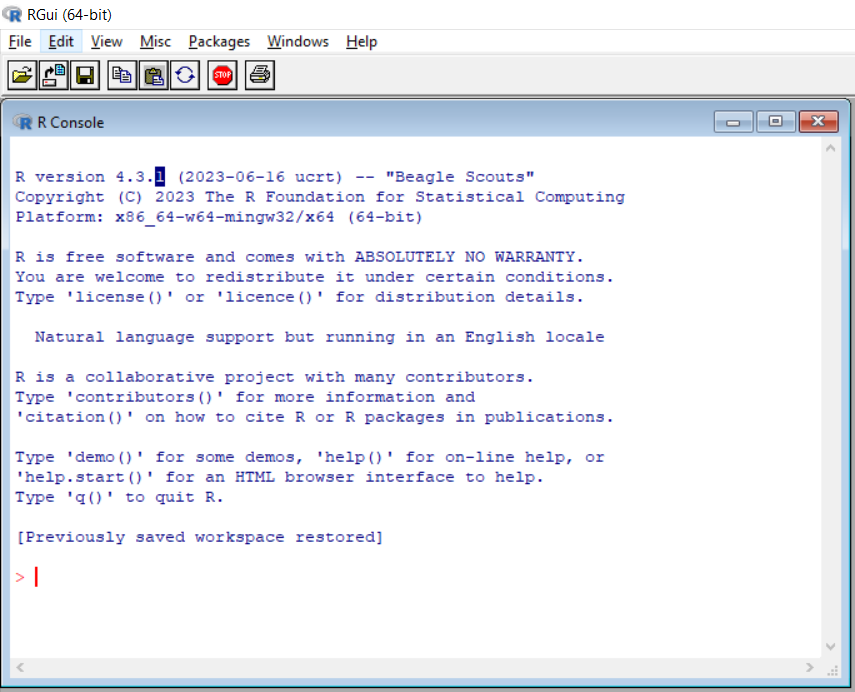 RGui (64-bit)
File Edit View Misc Packages Windows Help
STOP
R Console
R version 4.3.1 (2023-06-16 ucrt) -- "Beagle Scouts"
Copyright (C) 2023 The R Foundation for Statistical Computing
Platform: x86_64-w64-mingw32/x64 (64-bit)
R is free software and comes with ABSOLUTELY NO WARRANTY.
You are welcome to redistribute it under certain conditions.
Type 'license()' or 'licence()' for distribution details.
Natural language support but running in an English locale
R is a collaborative project with many contributors.
Type 'contributors()' for more information and
'citation()' on how to cite R or R packages in publications.
Type 'demo()' for some demos, 'help()' for on-line help, or
'help.start()' for an HTML browser interface to help.
Type 'q()' to quit R.
[Previously saved workspace restored]
>